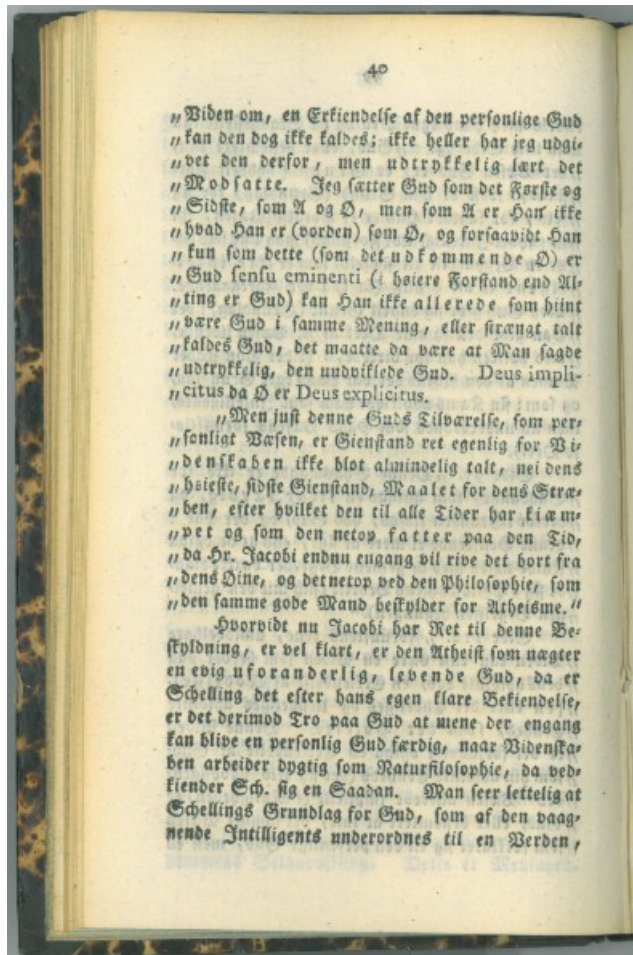 40
„Viden om, en Erkiendelse af den personlige Gud
„kan den dog ikke kaldes; ikke heller har jeg udgi-
„vet den derfor, men udtrykkelig lært det
„Modsatte. Jeg sætter Gud som det Første og
„Sidste, som A og O, men som A er Han ikke
„hvad Han er (vorden) som O, og forsaavidt Han
„kun som dette (som det udkommende O) er
„Gud sensu eminenti (i høiere Forstand end Al-
„ting er Gud) kan Han ikke allerede som hiint
„være Gud i samme Mening, eller strængt talt
„kaldes Gud, det maatte da være at Man sagde
„udtrykkelig, den uudviklede Gud. Deus impli-
„citus da O er Deus explicitus.
„Men just denne Guds Tilværelse, som per-
„sonligt Væsen, er Gienstand ret egenlig for Vi-
„denskaben ikke blot almindelig talt, nei dens
„høieste, sidste Gienstand, Maalet for dens Stræ-
„ben, efter hvilket den til alle Tider har kiæm-
„pet og som den netop fatter paa den Tid,
„da Hr. Jacobi endnu engang vil rive det bort fra
„dens Øine, og det netop ved den Philosophie, som
„den samme gode Mand beskylder for Atheisme.“
Hvorvidt nu Jacobi har Ret til denne Be-
skyldning, er vel klart, er den Atheist som nægter
en evig uforanderlig, levende Gud, da er
Schelling det efter hans egen klare Bekiendelse,
er det derimod Tro paa Gud at mene der engang
kan blive en personlig Gud færdig, naar Videnska-
ben arbeider dygtig som Naturfilosophie, da ved-
kiender Sch. sig en Saadan. Man seer lettelig at
Schellings Grundlag for Gud, som af den vaag-
nende Intilligents underordnes til en Verden,